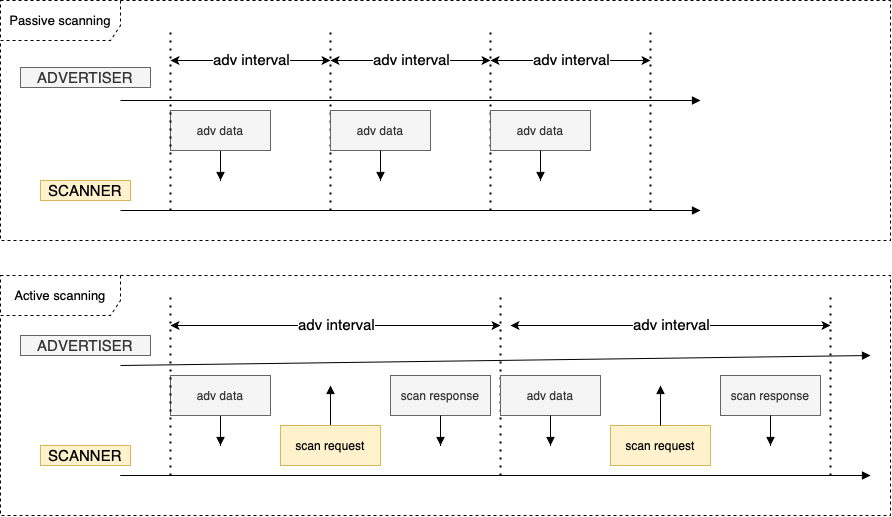 Passive scanning
adv interval
adv interval
adv interval
ADVERTISER
adv data
adv data
adv data
SCANNER
Active scanning
adv interval
adv interval
ADVERTISER
adv data
scan response
adv data
scan response
scan request
scan request
SCANNER